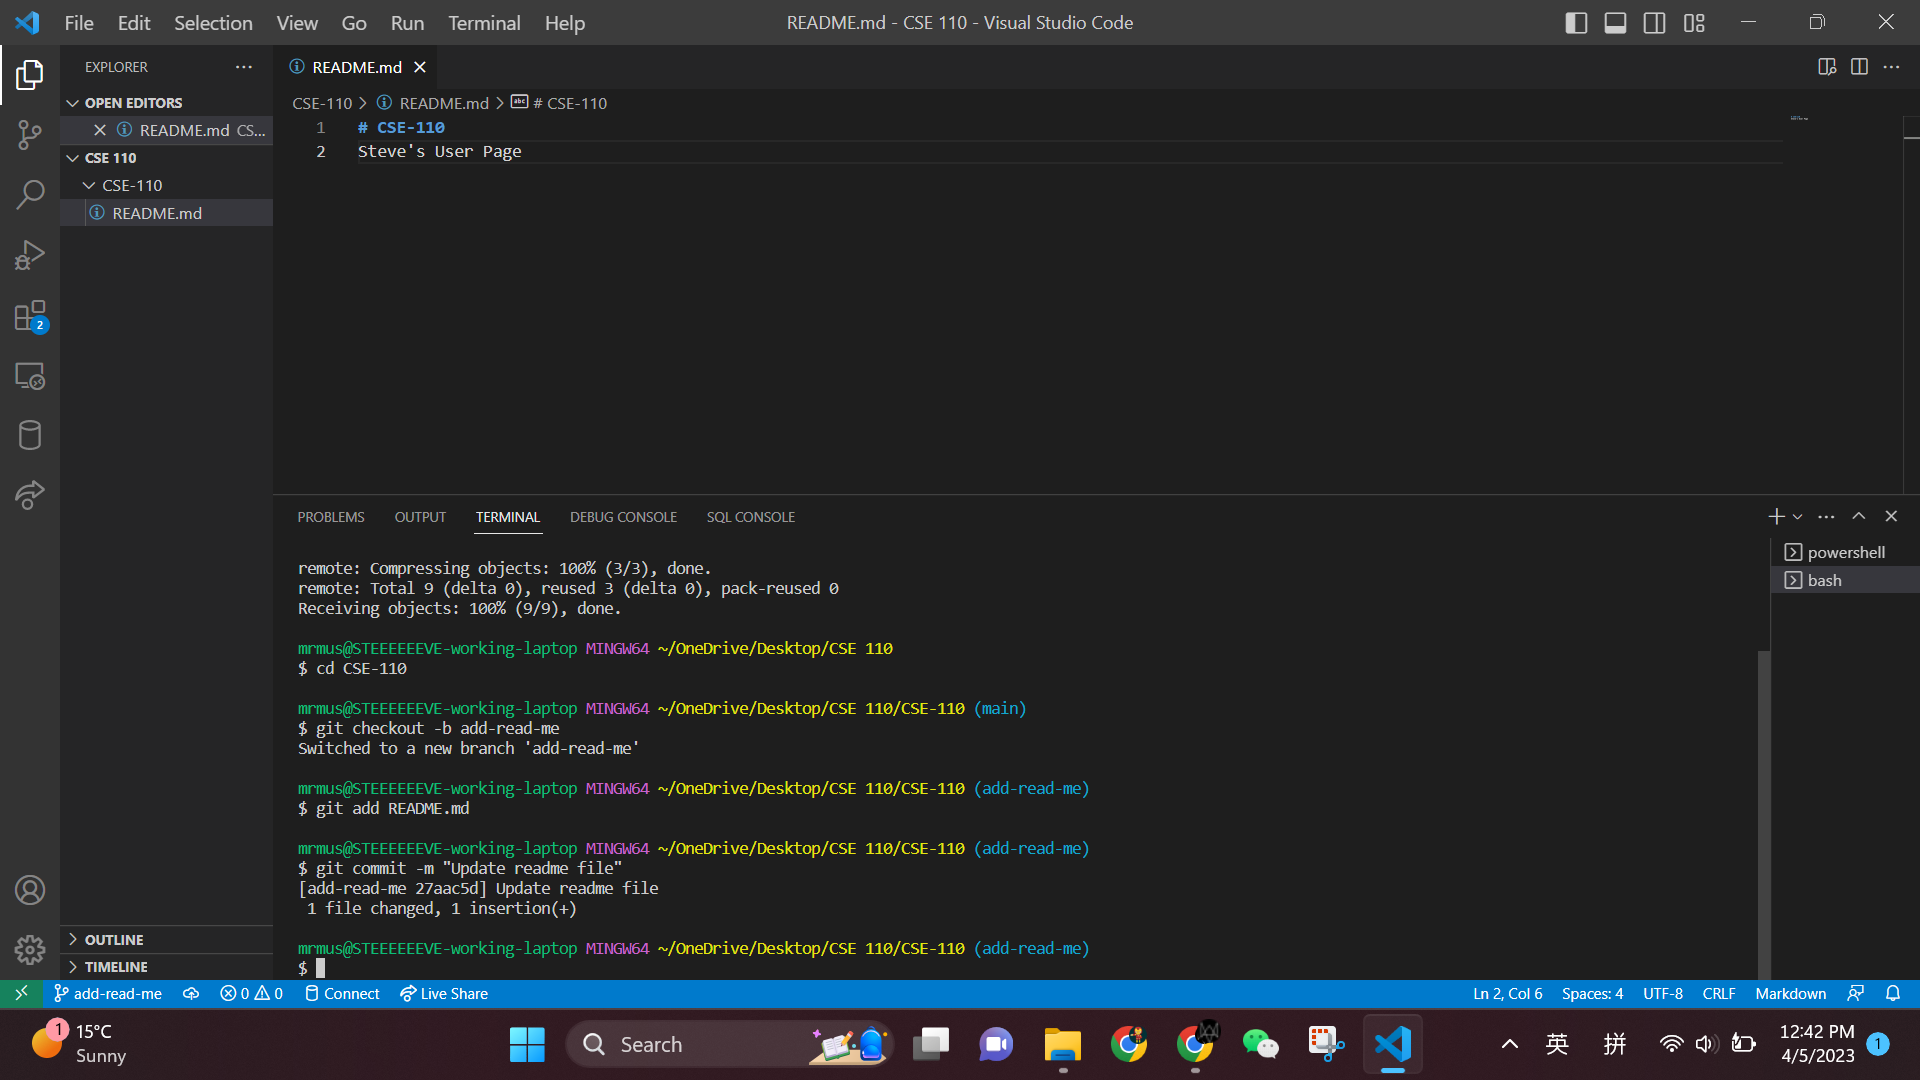 File Edit Selection View Go Run Terminal Help
README.md - CSE 110 - Visual Studio Code
EXPLORER
OPEN EDITORS
README.md CS...
CSE 110
CSE-110
README.md
OUTLINE
TIMELINE
2
README.md
CSE-110 > README.md > # CSE-110
1 # CSE-110
2 Steve's User Page
PROBLEMS OUTPUT TERMINAL DEBUG CONSOLE SQL CONSOLE
powershell
bash
remote: Compressing objects: 100% (3/3), done.
remote: Total 9 (delta 0), reused 3 (delta 0), pack-reused 0
Receiving objects: 100% (9/9), done.
mrmus@STEEEEEEVE-working-laptop MINGW64 ~/OneDrive/Desktop/CSE 110
$ cd CSE-110
mrmus@STEEEEEEVE-working-laptop MINGW64 ~/OneDrive/Desktop/CSE 110/CSE-110 (main)
$ git checkout -b add-read-me
Switched to a new branch 'add-read-me'
mrmus@STEEEEEEVE-working-laptop MINGW64 ~/OneDrive/Desktop/CSE 110/CSE-110 (add-read-me)
$ git add README.md
mrmus@STEEEEEEVE-working-laptop MINGW64 ~/OneDrive/Desktop/CSE 110/CSE-110 (add-read-me)
$ git commit -m "Update readme file"
[add-read-me 27aac5d] Update readme file
1 file changed, 1 insertion(+)
mrmus@STEEEEEEVE-working-laptop MINGW64 ~/OneDrive/Desktop/CSE 110/CSE-110 (add-read-me)
$
add-read-me 0 0 Connect Live Share
Ln 2, Col 6 Spaces: 4 UTF-8 CRLF Markdown
1 15°C
Sunny
Search
英 拼
12:42 PM
4/5/2023
1